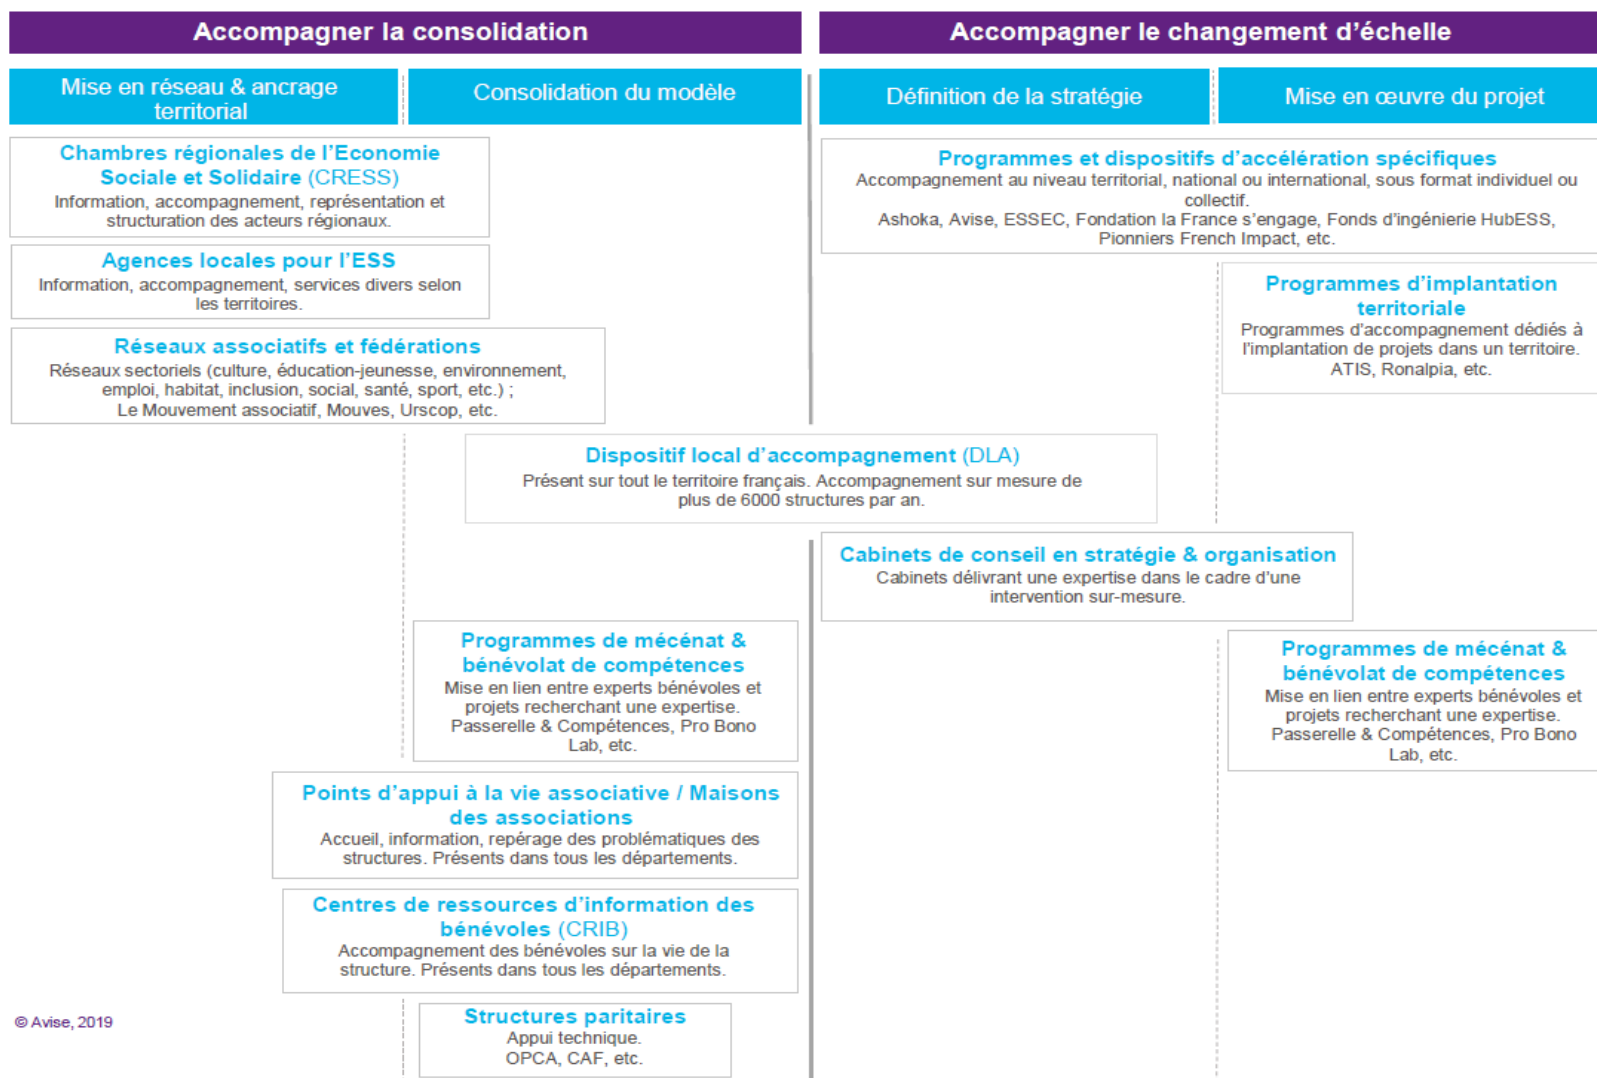 Accompagner la consolidation
Accompagner le changement d'échelle
Mise en réseau & ancrage
territorial
Consolidation du modèle
Définition de la stratégie
Mise en œuvre du projet
Chambres régionales de l'Economie
Sociale et Solidaire (CRESS)
Information, accompagnement, représentation et
structuration des acteurs régionaux.
Agences locales pour l'ESS
Information, accompagnement, services divers selon
les territoires.
Réseaux associatifs et fédérations
Réseaux sectoriels (culture, éducation-jeunesse, environnement,
emploi, habitat, inclusion, social, santé, sport, etc.) ;
Le Mouvement associatif, Mouves, Urscop, etc.
Programmes et dispositifs d'accélération spécifiques
Accompagnement au niveau territorial, national ou international, sous format individuel ou
collectif.
Ashoka, Avise, ESSEC, Fondation la France s'engage, Fonds d'ingénierie HubESS,
Pionniers French Impact, etc.
Programmes d'implantation
territoriale
Programmes d'accompagnement dédiés à
l'implantation de projets dans un territoire.
ATIS, Ronalpia, etc.
Dispositif local d'accompagnement (DLA)
Présent sur tout le territoire français. Accompagnement sur mesure de
plus de 6000 structures par an.
Cabinets de conseil en stratégie & organisation
Cabinets délivrant une expertise dans le cadre d'une
intervention sur-mesure.
Programmes de mécénat &
bénévolat de compétences
Mise en lien entre experts bénévoles et
projets recherchant une expertise.
Passerelle & Compétences, Pro Bono
Lab, etc.
Programmes de mécénat &
bénévolat de compétences
Mise en lien entre experts bénévoles et
projets recherchant une expertise.
Passerelle & Compétences, Pro Bono
Lab, etc.
Points d'appui à la vie associative / Maisons
des associations
Accueil, information, repérage des problématiques des
structures. Présents dans tous les départements.
Centres de ressources d'information des
bénévoles (CRIB)
Accompagnement des bénévoles sur la vie de la
structure. Présents dans tous les départements.
Structures paritaires
Appui technique.
OPCA, CAF, etc.
© Avise, 2019